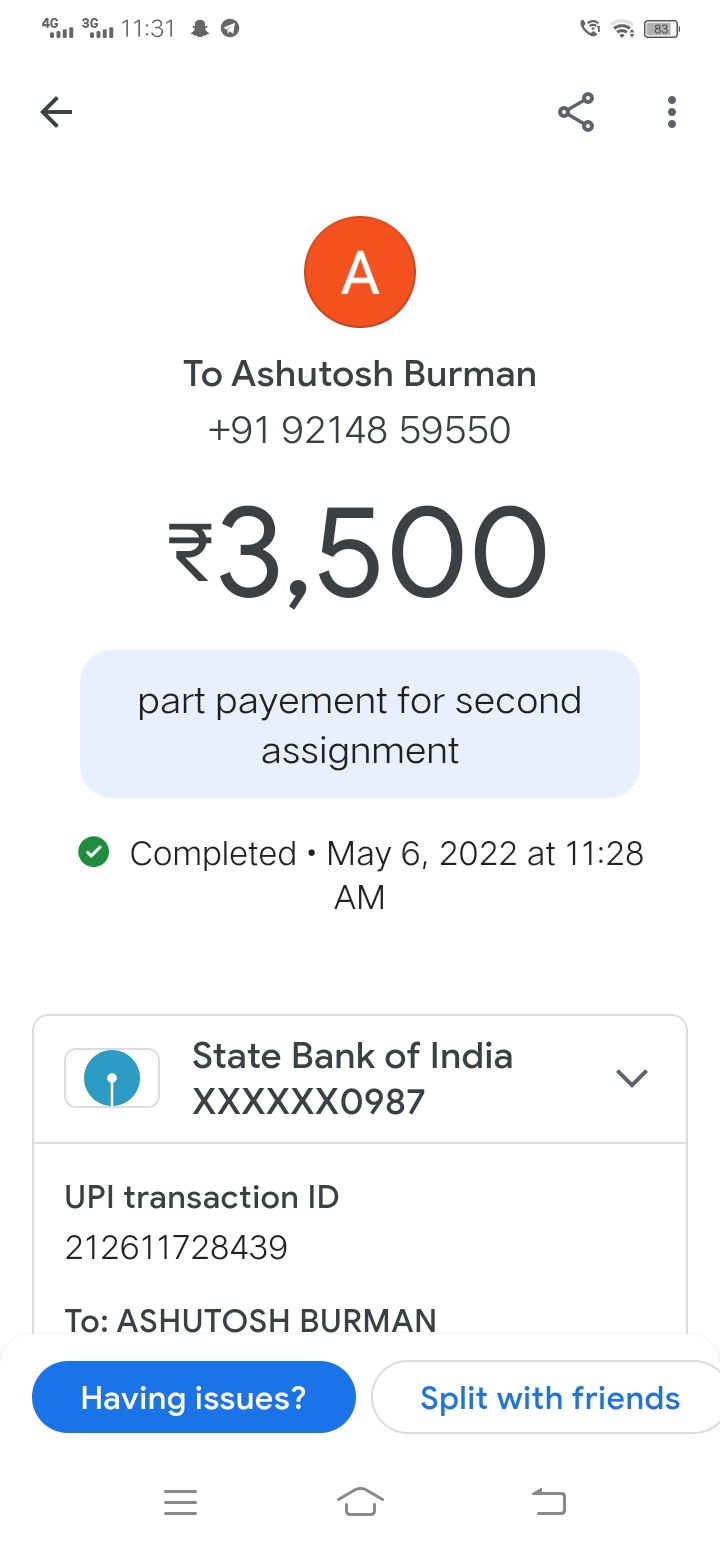 4G 3G 11:31 83
A
To Ashutosh Burman
+91 92148 59550
₹3,500
part payement for second
assignment
Completed • May 6, 2022 at 11:28
AM
State Bank of India
XXXXXX0987
UPI transaction ID
212611728439
To: ASHUTOSH BURMAN
Having issues? Split with friends